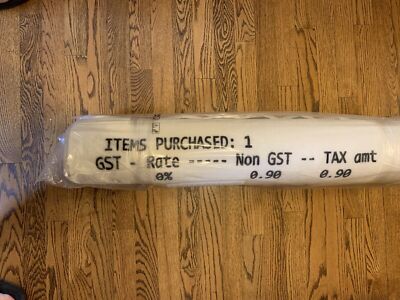 ITEMS PURCHASED: 1
GST - Rate ----- Non GST -- TAX amt
0% 0.90 0.90